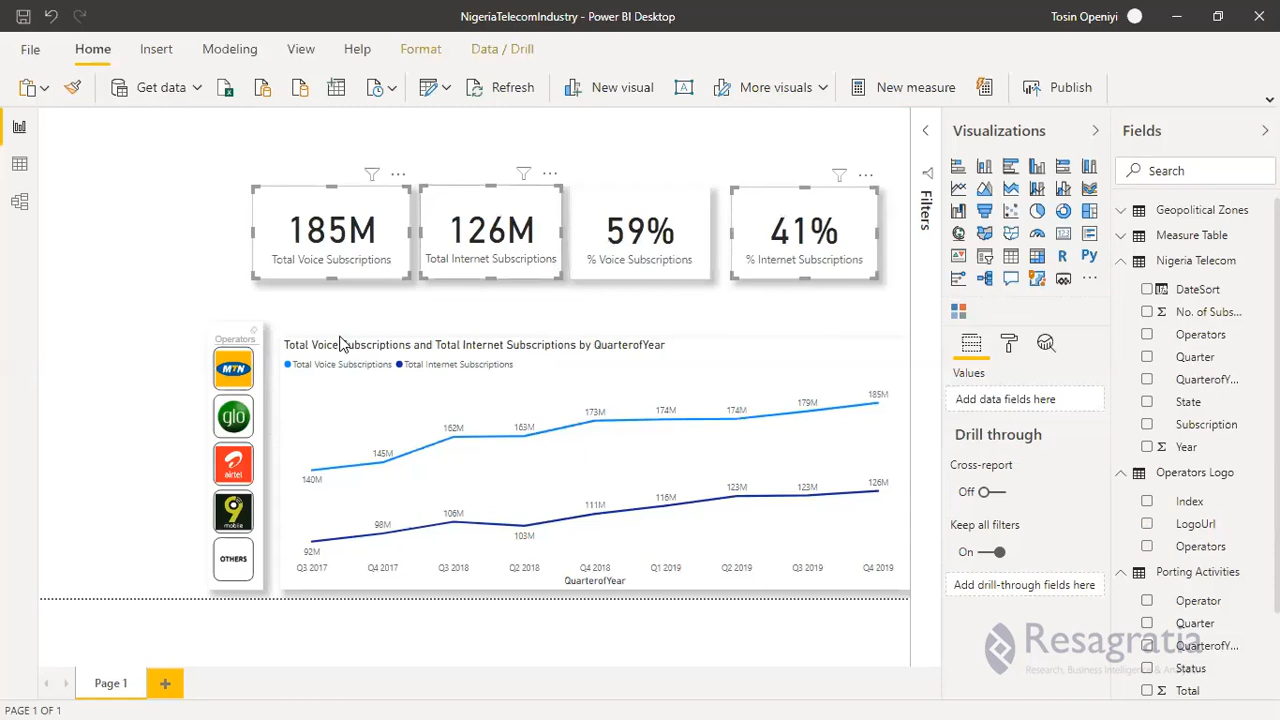 NigeriaTelecomIndustry - Power BI Desktop
Tosin Openiyi
File Home Insert Modeling View Help Format Data / Drill
Get data Refresh New visual More visuals New measure Publish
185M
Total Voice Subscriptions
126M
Total Internet Subscriptions
59%
% Voice Subscriptions
41%
% Internet Subscriptions
Operators
MTN
glo
airtel
9
mobile
OTHERS
Total Voice Subscriptions and Total Internet Subscriptions by QuarterofYear
Total Voice Subscriptions Total Internet Subscriptions
140M 145M 162M 163M 173M 174M 174M 179M 185M
92M 98M 106M 103M 111M 116M 123M 123M 126M
Q3 2017 Q4 2017 Q3 2018 Q2 2018 Q4 2018 Q1 2019 Q2 2019 Q3 2019 Q4 2019
QuarterofYear
Filters
Visualizations
R Py
Values
Add data fields here
Drill through
Cross-report
Off
Keep all filters
On
Add drill-through fields here
Fields
Search
Geopolitical Zones
Measure Table
Nigeria Telecom
DateSort
No. of Subs...
Operators
Quarter
QuarterofY...
State
Subscription
Year
Operators Logo
Index
LogoUrl
Operators
Porting Activities
Operator
Quarter
QuarterofY...
Status
Total
Resagratia
Research, Business Intelligence &
Page 1
PAGE 1 OF 1